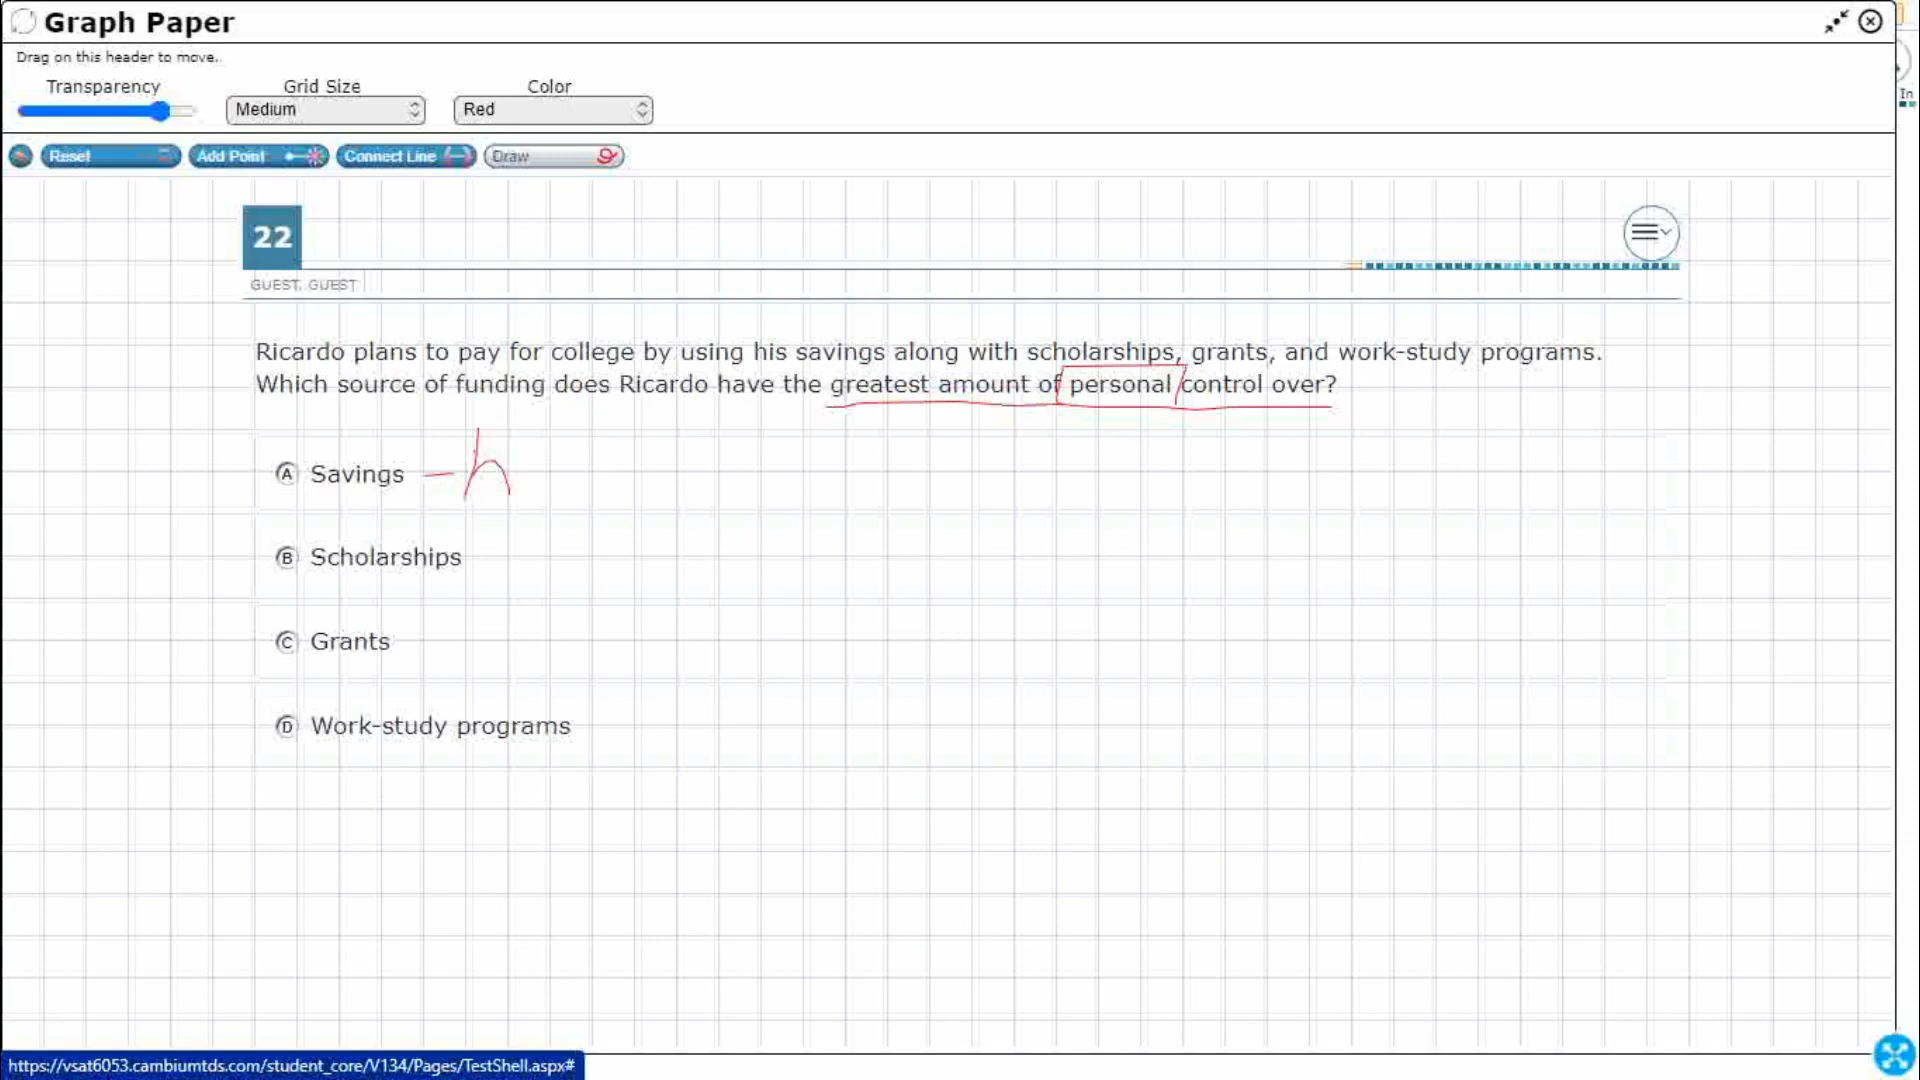 Graph Paper
Drag on this header to move..
Transparency
Grid Size
Color
Medium
Red
Reset
Add Point
Connect Line
Draw
In
22
GUEST, GUEST
Ricardo plans to pay for college by using his savings along with scholarships, grants, and work-study programs.
Which source of funding does Ricardo have the greatest amount of personal control over?
A Savings – h
B Scholarships
C Grants
D Work-study programs
https://vsat6053.cambiumtds.com/student_core/V134/Pages/TestShell.aspx#